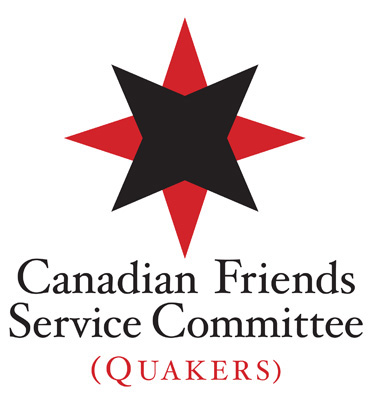 Canadian Friends
Service Committee
(QUAKERS)